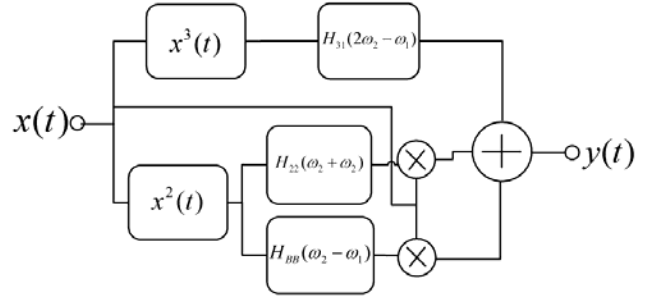 x³(t)
H₃₁(2ω₂ − ω₁)
x(t)
H₂₂(ω₂ + ω₂)
y(t)
x²(t)
H_BB(ω₂ − ω₁)